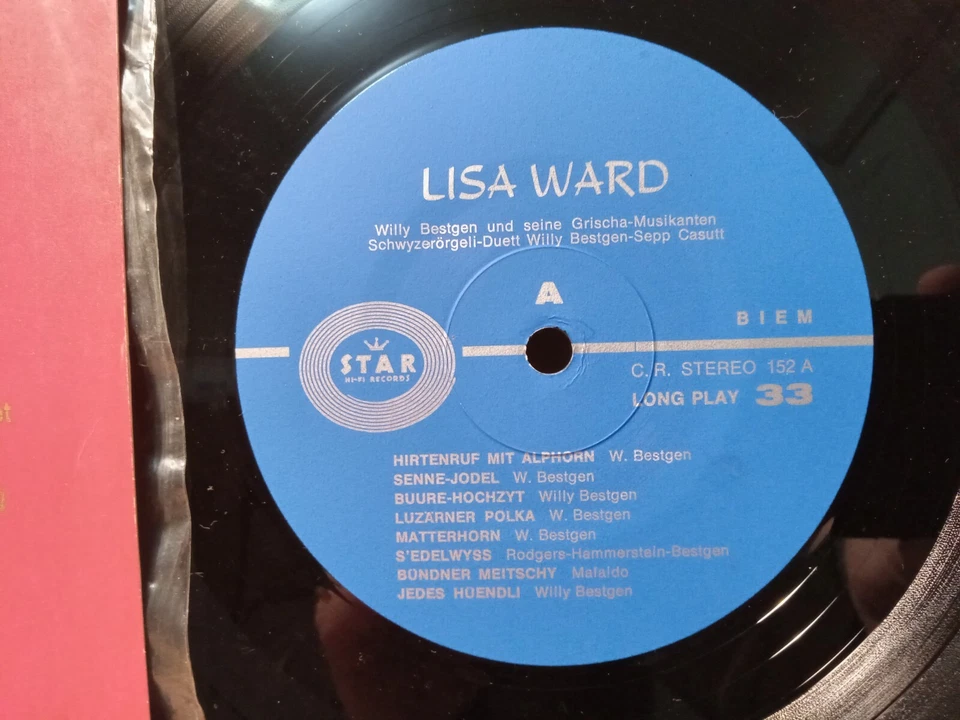 LISA WARD
Willy Bestgen und seine Grischa-Musikanten
Schwyzerörgeli-Duett Willy Bestgen-Sepp Casutt
A
BIEM
STAR
HI-FI RECORDS
C. R. STEREO 152 A
LONG PLAY 33
HIRTENRUF MIT ALPHORN W. Bestgen
SENNE-JODEL W. Bestgen
BUURE-HOCHZYT Willy Bestgen
LUZÄRNER POLKA W. Bestgen
MATTERHORN W. Bestgen
S'EDELWYSS Rodgers-Hammerstein-Bestgen
BÜNDNER MEITSCHY Malaido
JEDES HÜENDLI Willy Bestgen